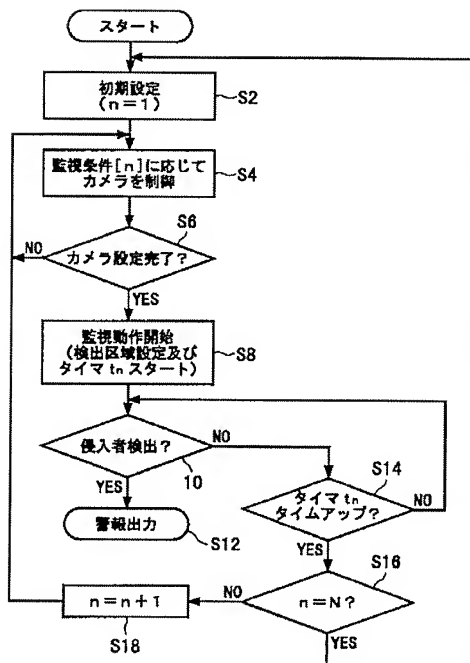 スタート
初期設定
(n=1)
S2
監視条件[n]に応じて
カメラを制御
S4
S6
カメラ設定完了?
NO
YES
監視動作開始
(検出区域設定及び
タイマ tn スタート)
S8
侵入者検出?
NO
10
YES
警報出力
S12
S14
タイマ tn
タイムアップ?
NO
YES
S16
n=N?
NO
YES
n=n+1
S18